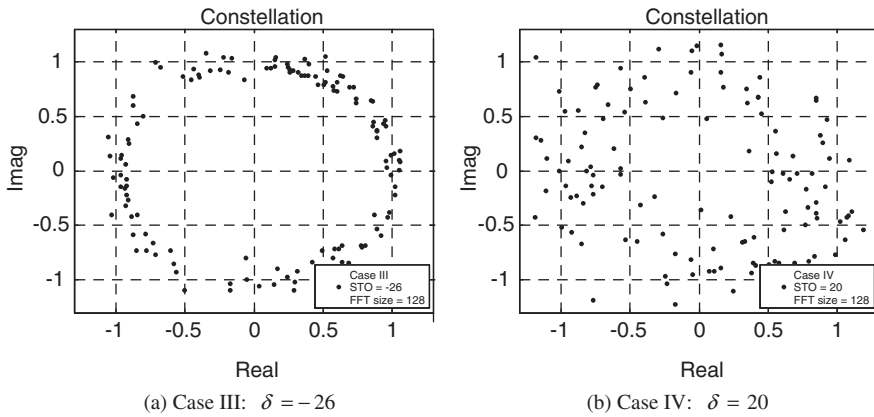 Constellation
1
0.5
0
-0.5
-1
Imag
-1
-0.5
0
0.5
1
Real
Case III
STO = -26
FFT size = 128
(a) Case III: δ = -26
Constellation
1
0.5
0
-0.5
-1
Imag
-1
-0.5
0
0.5
1
Real
Case IV
STO = 20
FFT size = 128
(b) Case IV: δ = 20